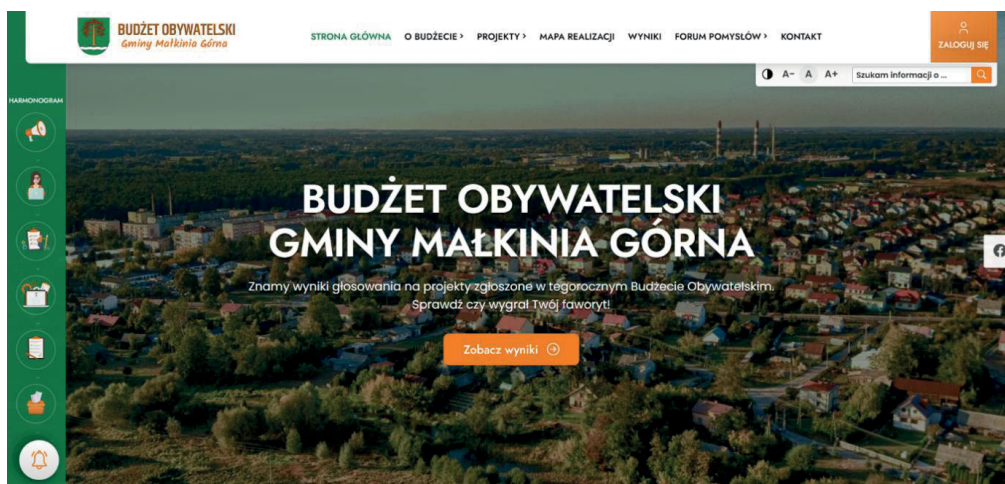 BUDŻET OBYWATELSKI
Gminy Małkinia Górna
STRONA GŁÓWNA O BUDŻECIE PROJEKTY MAPA REALIZACJI WYNIKI FORUM POMYSŁÓW KONTAKT
ZALOGUJ SIĘ
A- A A+ Szukam informacji o ...
HARMONOGRAM
BUDŻET OBYWATELSKI
GMINY MAŁKINIA GÓRNA
Znamy wyniki głosowania na projekty zgłoszone w tegorocznym Budżecie Obywatelskim.
Sprawdź czy wygrał Twój faworyt!
Zobacz wyniki